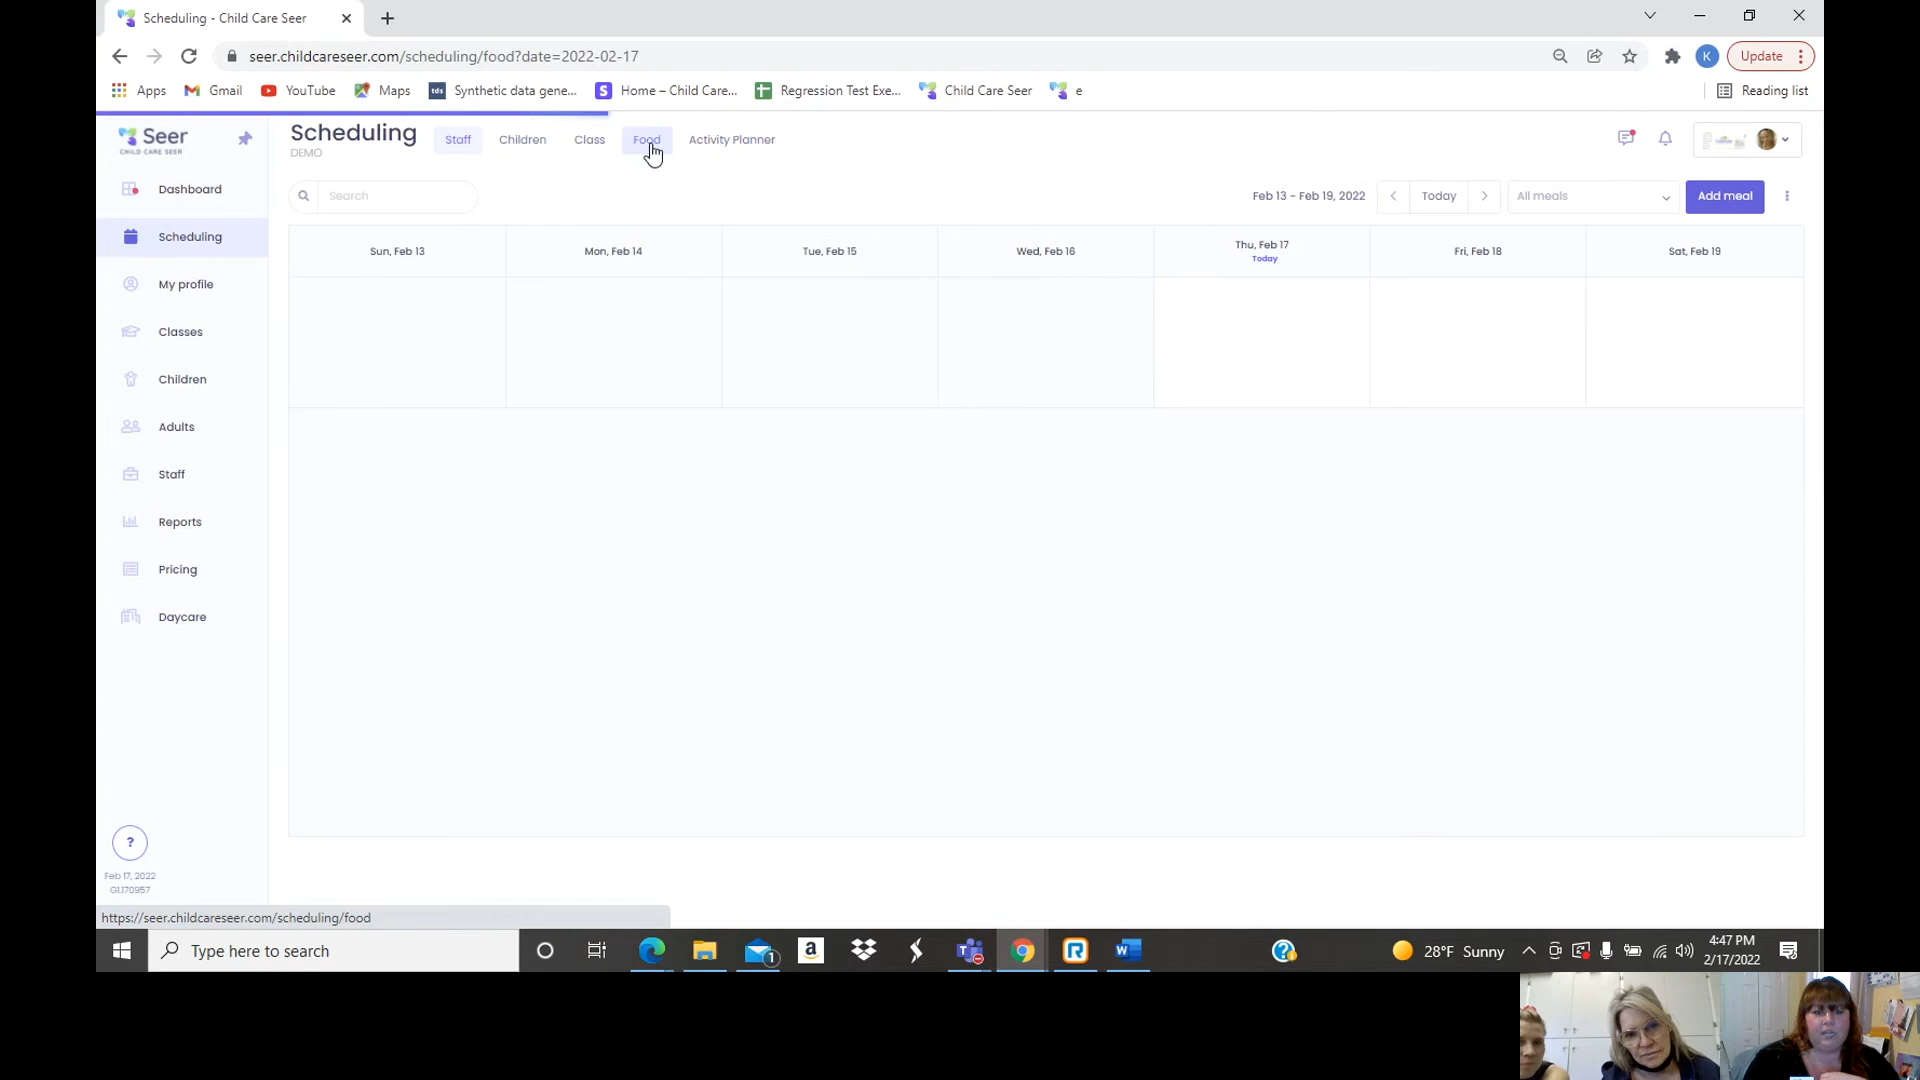 Scheduling - Child Care Seer
seer.childcareseer.com/scheduling/food?date=2022-02-17
K
Update
Apps
Gmail
YouTube
Maps
tds
Synthetic data gene...
S
Home – Child Care...
Regression Test Exe...
Child Care Seer
e
Reading list
Seer
CHILD CARE SEER
Scheduling
DEMO
Staff
Children
Class
Food
Activity Planner
Search
Feb 13 - Feb 19, 2022
Today
All meals
Add meal
Sun, Feb 13
Mon, Feb 14
Tue, Feb 15
Wed, Feb 16
Thu, Feb 17
Today
Fri, Feb 18
Sat, Feb 19
Dashboard
Scheduling
My profile
Classes
Children
Adults
Staff
Reports
Pricing
Daycare
?
Feb 17, 2022
G1.170957
https://seer.childcareseer.com/scheduling/food
Type here to search
1
28°F Sunny
4:47 PM
2/17/2022